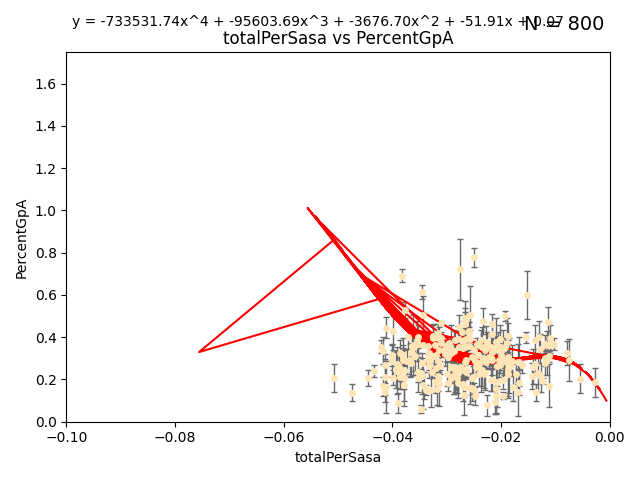 y = -733531.74x^4 + -95603.69x^3 + -3676.70x^2 + -51.91x + 0.07
N = 800
totalPerSasa vs PercentGpA
1.6
1.4
1.2
1.0
0.8
0.6
0.4
0.2
0.0
PercentGpA
−0.10 −0.08 −0.06 −0.04 −0.02 0.00
totalPerSasa